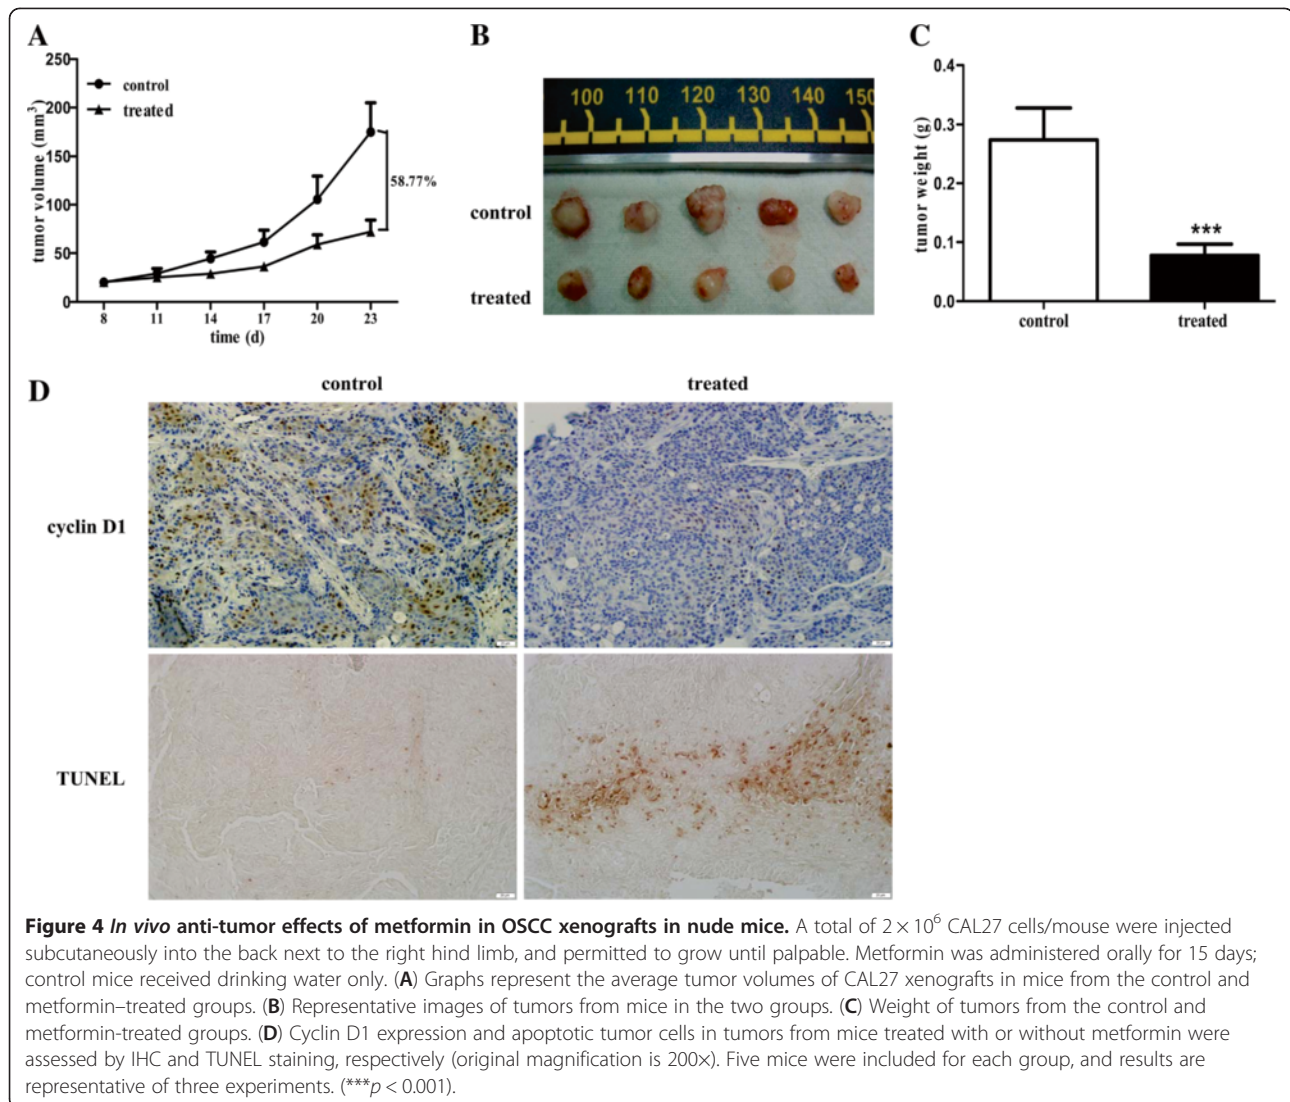 A
250
200
150
100
50
0
tumor volume (mm³)
control
treated
58.77%
8 11 14 17 20 23
time (d)
B
100 110 120 130 140 150
control
treated
C
0.4
0.3
0.2
0.1
0.0
tumor weight (g)
***
control treated
D
control treated
cyclin D1
TUNEL
Figure 4 In vivo anti-tumor effects of metformin in OSCC xenografts in nude mice. A total of 2 × 10⁶ CAL27 cells/mouse were injected
subcutaneously into the back next to the right hind limb, and permitted to grow until palpable. Metformin was administered orally for 15 days;
control mice received drinking water only. (A) Graphs represent the average tumor volumes of CAL27 xenografts in mice from the control and
metformin–treated groups. (B) Representative images of tumors from mice in the two groups. (C) Weight of tumors from the control and
metformin-treated groups. (D) Cyclin D1 expression and apoptotic tumor cells in tumors from mice treated with or without metformin were
assessed by IHC and TUNEL staining, respectively (original magnification is 200×). Five mice were included for each group, and results are
representative of three experiments. (***p < 0.001).